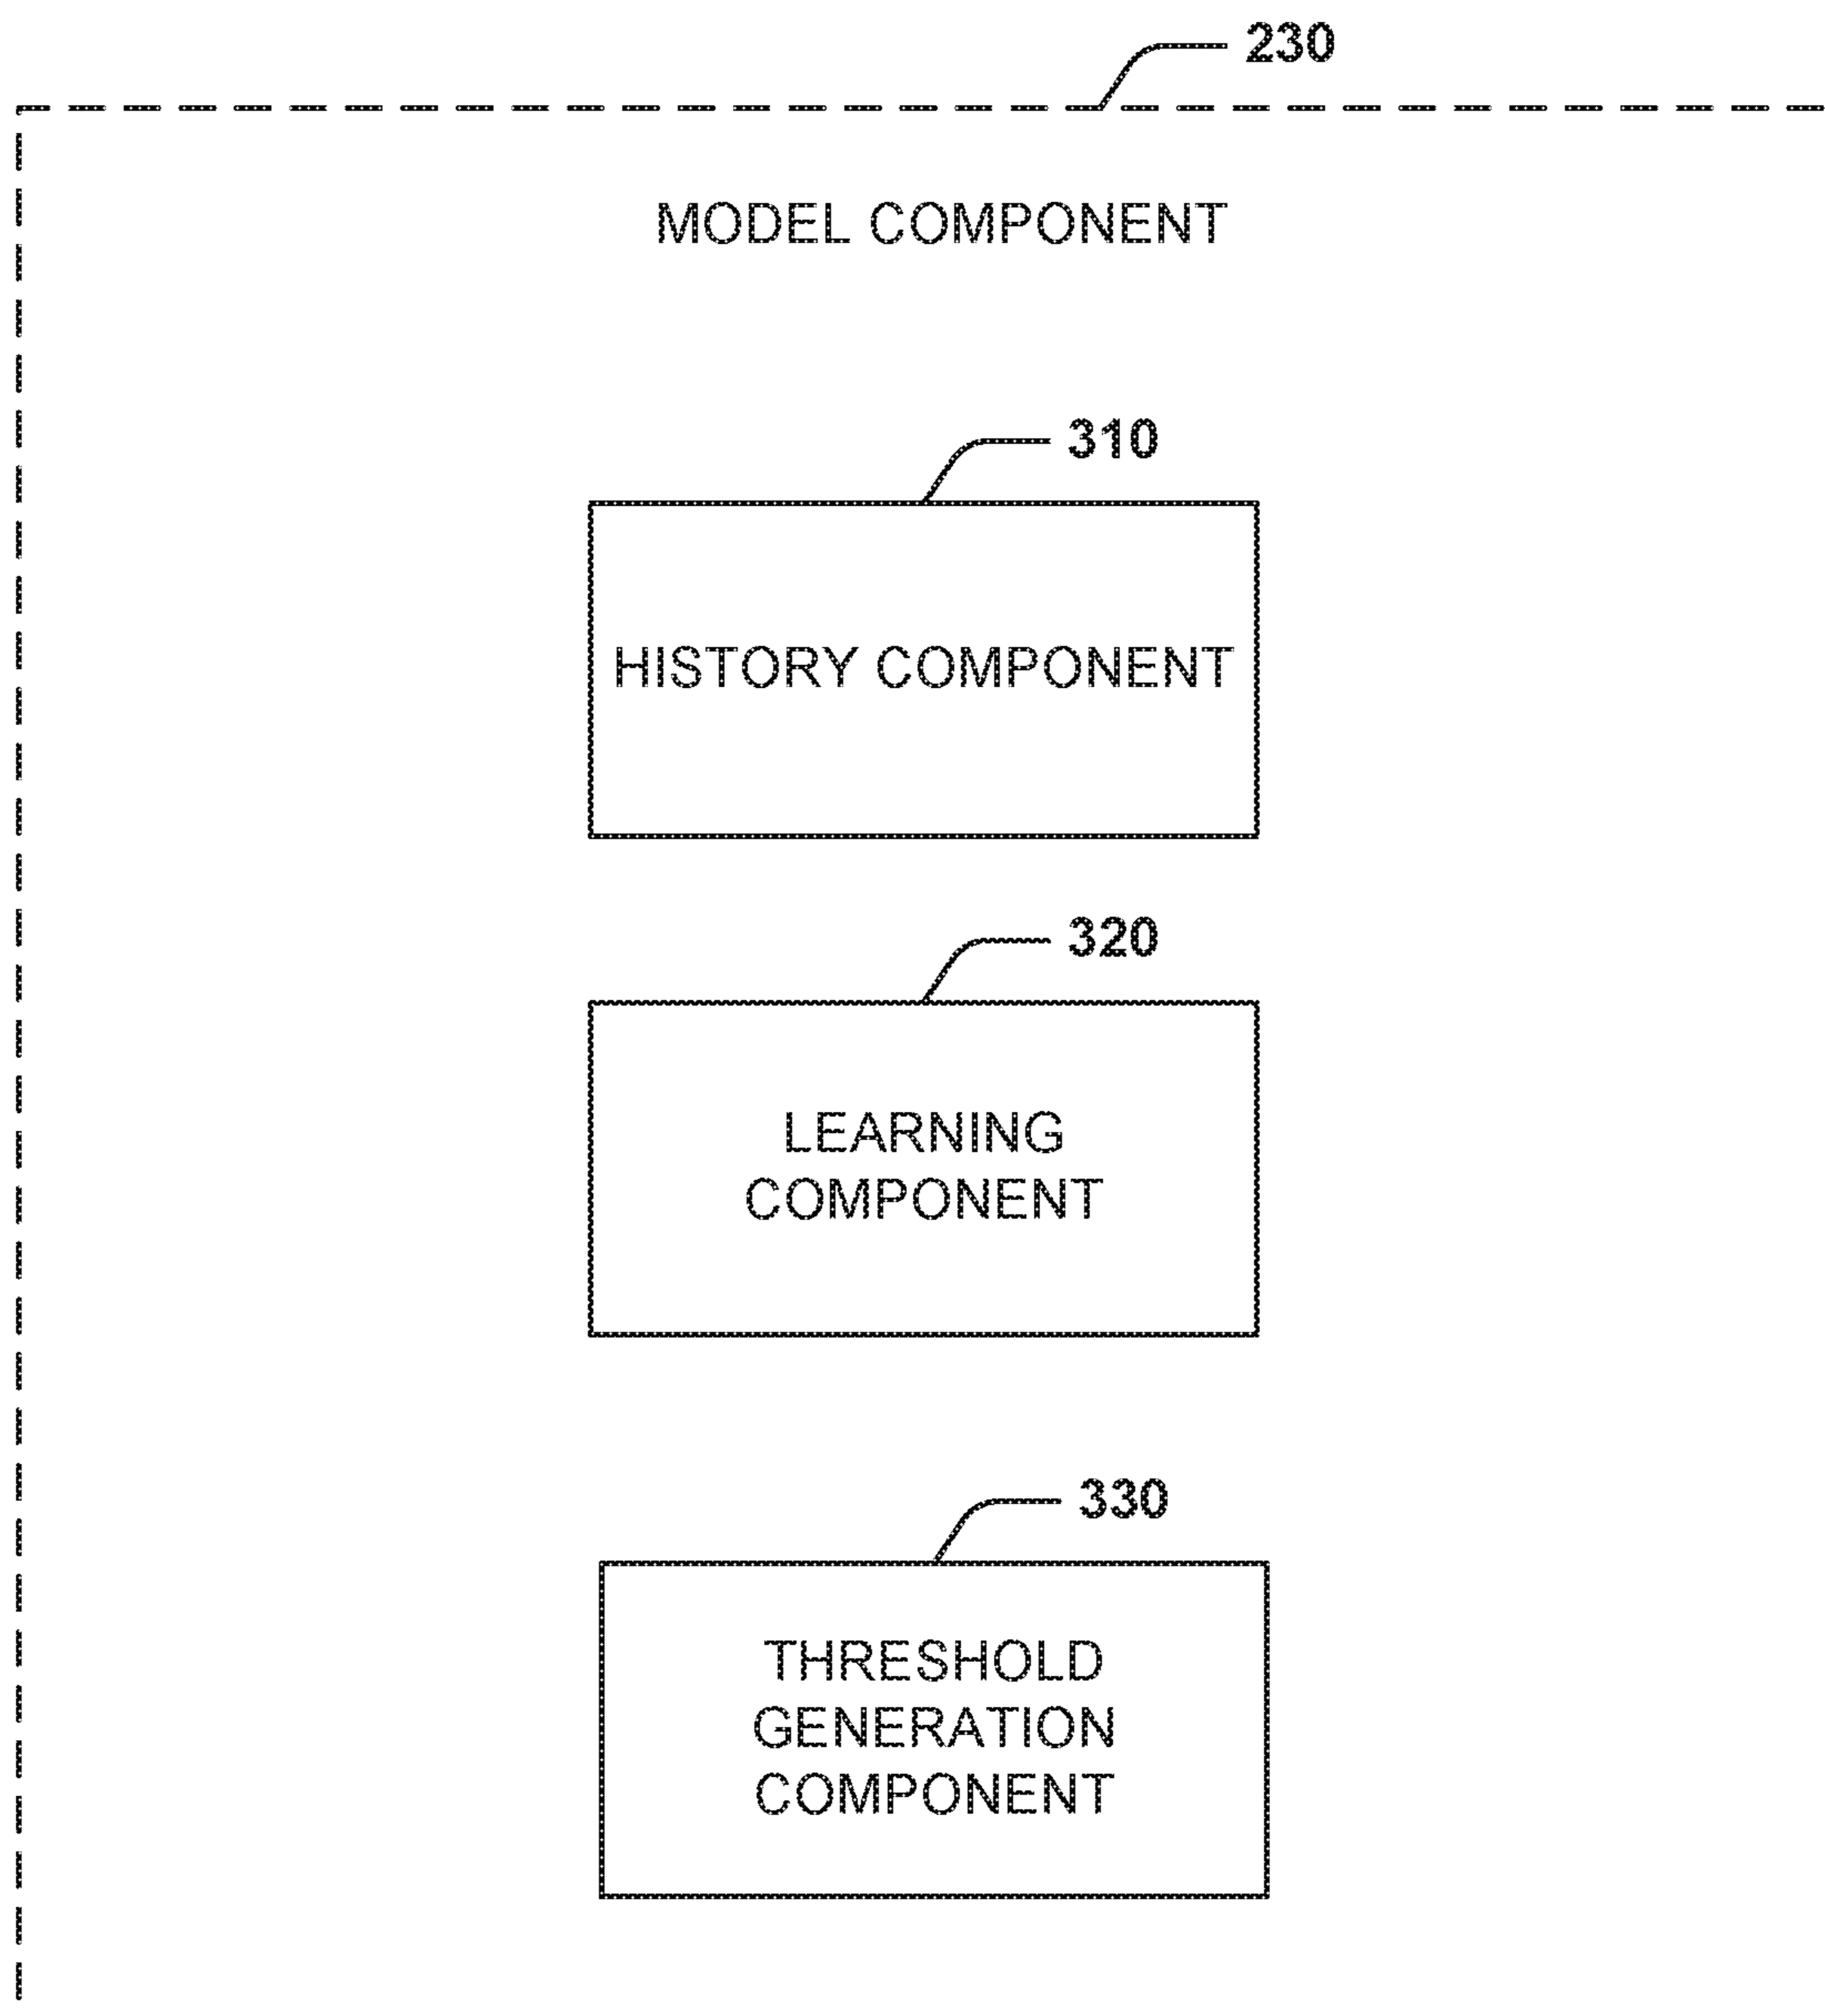 230
MODEL COMPONENT
310
HISTORY COMPONENT
320
LEARNING
COMPONENT
330
THRESHOLD
GENERATION
COMPONENT